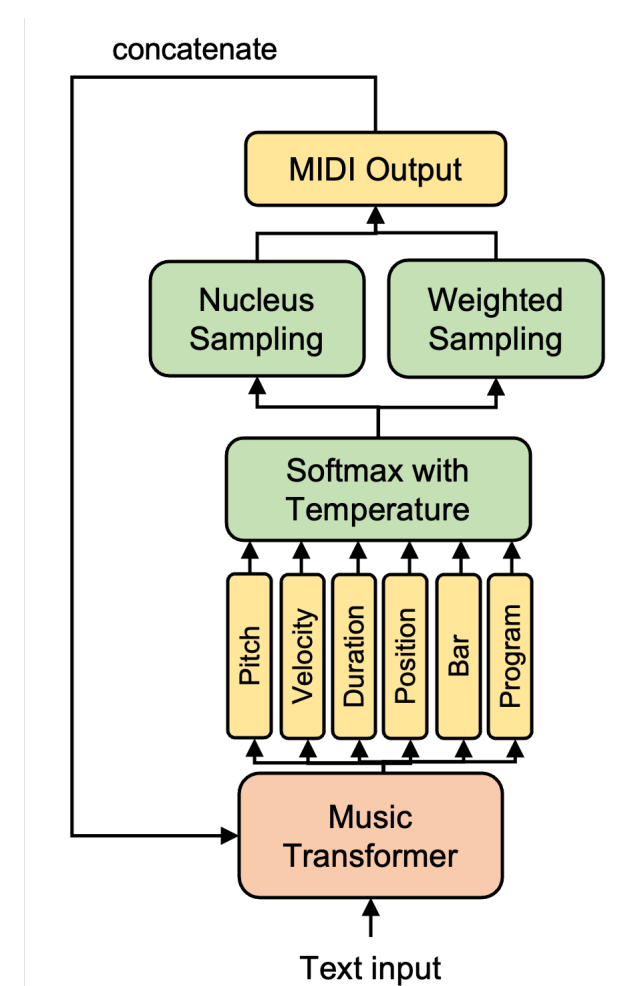 concatenate
MIDI Output
Nucleus
Sampling
Weighted
Sampling
Softmax with
Temperature
Pitch
Velocity
Duration
Position
Bar
Program
Music
Transformer
Text input